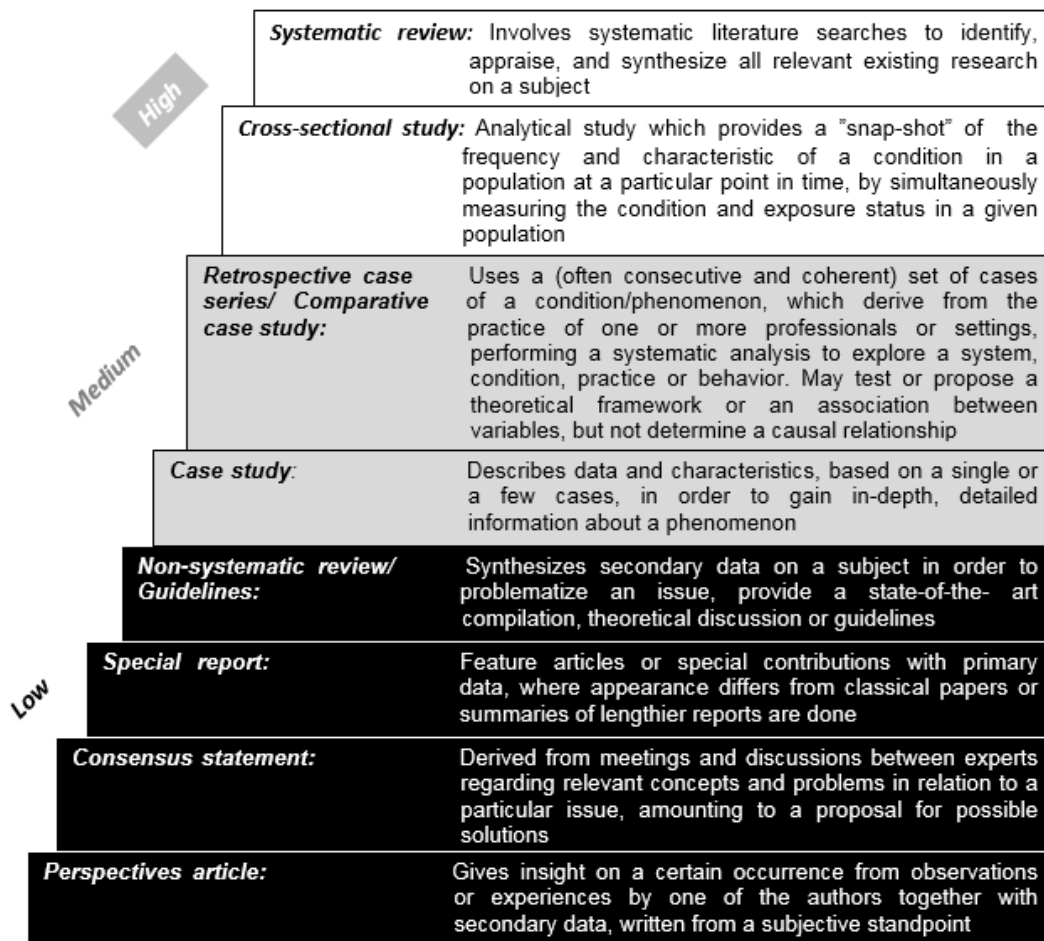 Systematic review: Involves systematic literature searches to identify,
appraise, and synthesize all relevant existing research
on a subject
High
Cross-sectional study: Analytical study which provides a ”snap-shot” of the
frequency and characteristic of a condition in a
population at a particular point in time, by simultaneously
measuring the condition and exposure status in a given
population
Retrospective case Uses a (often consecutive and coherent) set of cases
series/ Comparative of a condition/phenomenon, which derive from the
case study: practice of one or more professionals or settings,
performing a systematic analysis to explore a system,
condition, practice or behavior. May test or propose a
theoretical framework or an association between
variables, but not determine a causal relationship
Medium
Case study: Describes data and characteristics, based on a single or
a few cases, in order to gain in-depth, detailed
information about a phenomenon
Non-systematic review/ Synthesizes secondary data on a subject in order to
Guidelines: problematize an issue, provide a state-of-the- art
compilation, theoretical discussion or guidelines
Special report: Feature articles or special contributions with primary
data, where appearance differs from classical papers or
summaries of lengthier reports are done
Low
Consensus statement: Derived from meetings and discussions between experts
regarding relevant concepts and problems in relation to a
particular issue, amounting to a proposal for possible
solutions
Perspectives article: Gives insight on a certain occurrence from observations
or experiences by one of the authors together with
secondary data, written from a subjective standpoint